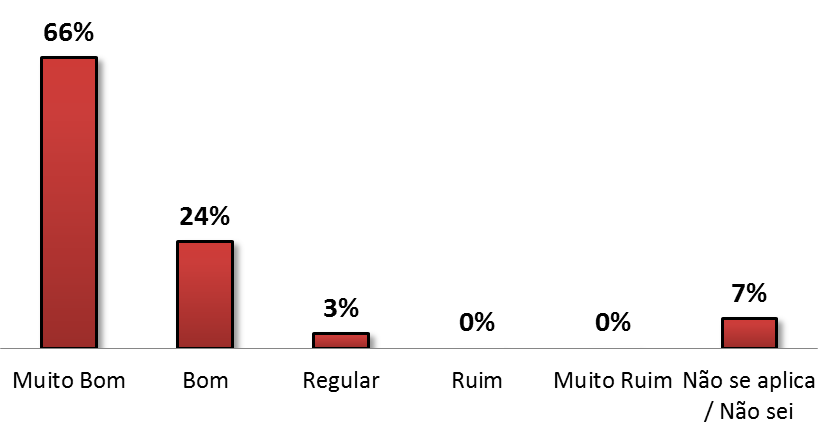 66%
24%
3%
0%
0%
7%
Muito Bom
Bom
Regular
Ruim
Muito Ruim
Não se aplica
/ Não sei